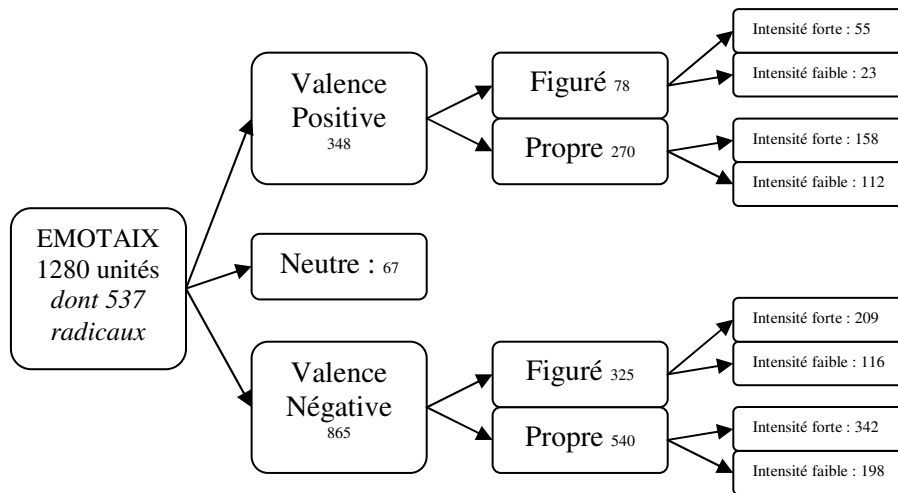 EMOTAIX
1280 unités
dont 537
radicaux
Valence
Positive
348
Figuré 78
Intensité forte : 55
Intensité faible : 23
Propre 270
Intensité forte : 158
Intensité faible : 112
Neutre : 67
Valence
Négative
865
Figuré 325
Intensité forte : 209
Intensité faible : 116
Propre 540
Intensité forte : 342
Intensité faible : 198